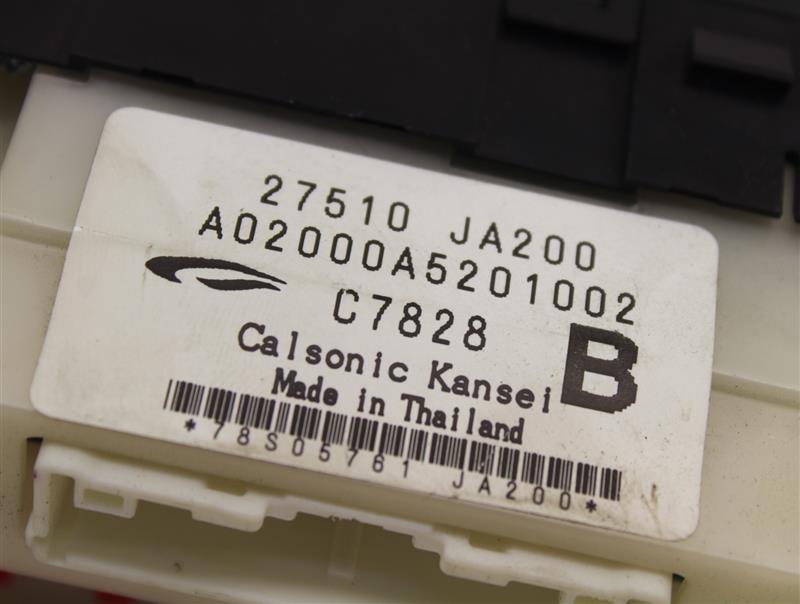 27510 JA200
A02000A5201002
C7828
B
Calsonic Kansei
Made in Thailand
*78S05761 JA200*